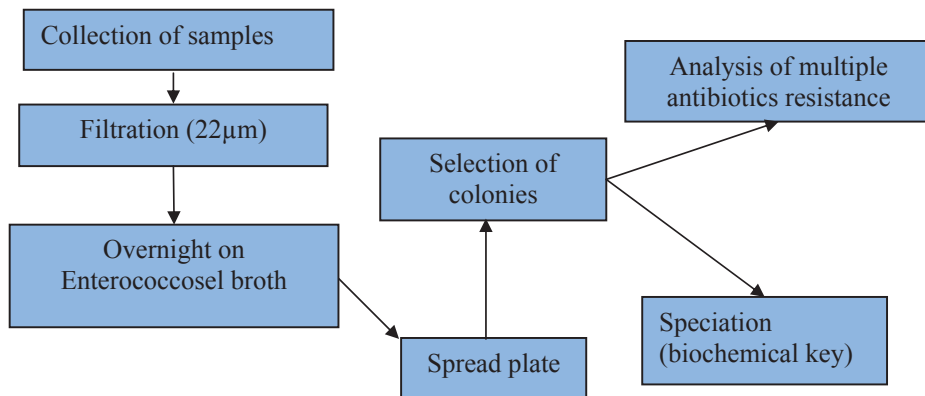 Collection of samples
Filtration (22µm)
Overnight on
Enterococcosel broth
Spread plate
Selection of
colonies
Analysis of multiple
antibiotics resistance
Speciation
(biochemical key)